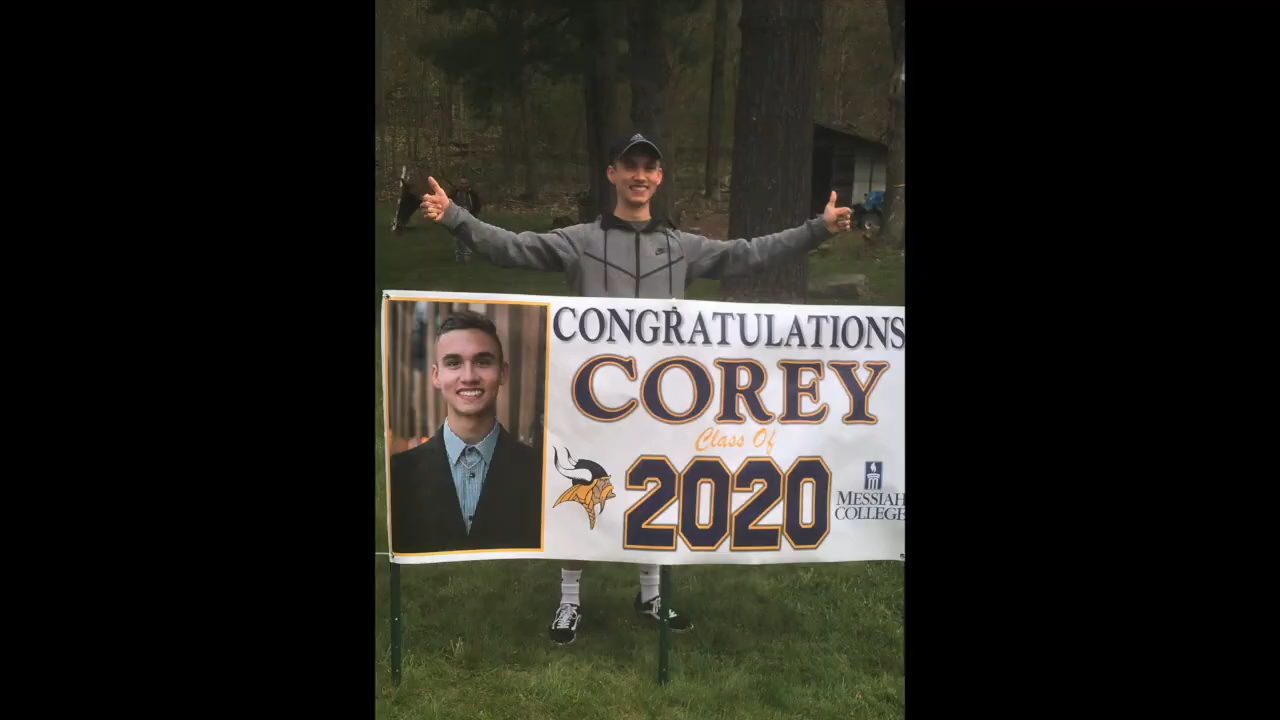 CONGRATULATIONS
COREY
Class Of
2020
MESSIAH
COLLEGE